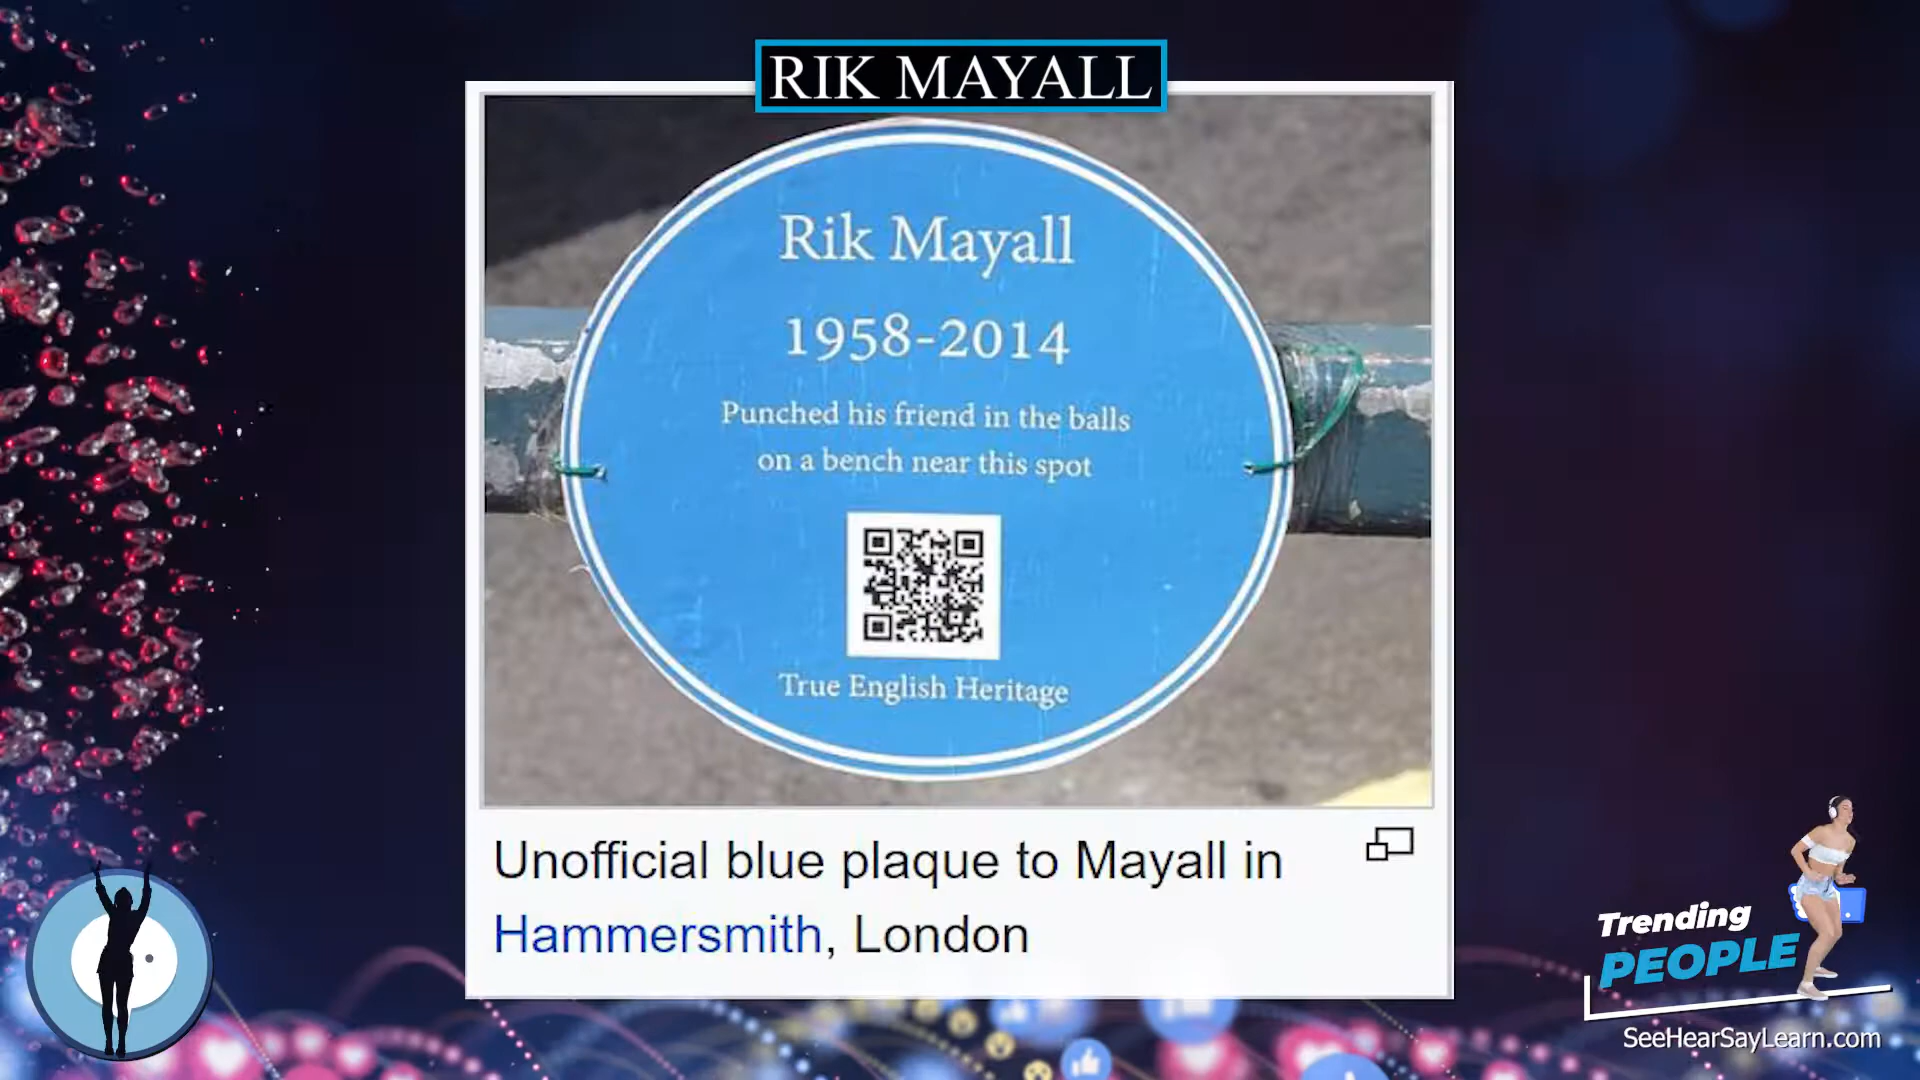 RIK MAYALL
Rik Mayall
1958-2014
Punched his friend in the balls
on a bench near this spot
True English Heritage
Unofficial blue plaque to Mayall in
Hammersmith, London
Trending
PEOPLE
SeeHearSayLearn.com